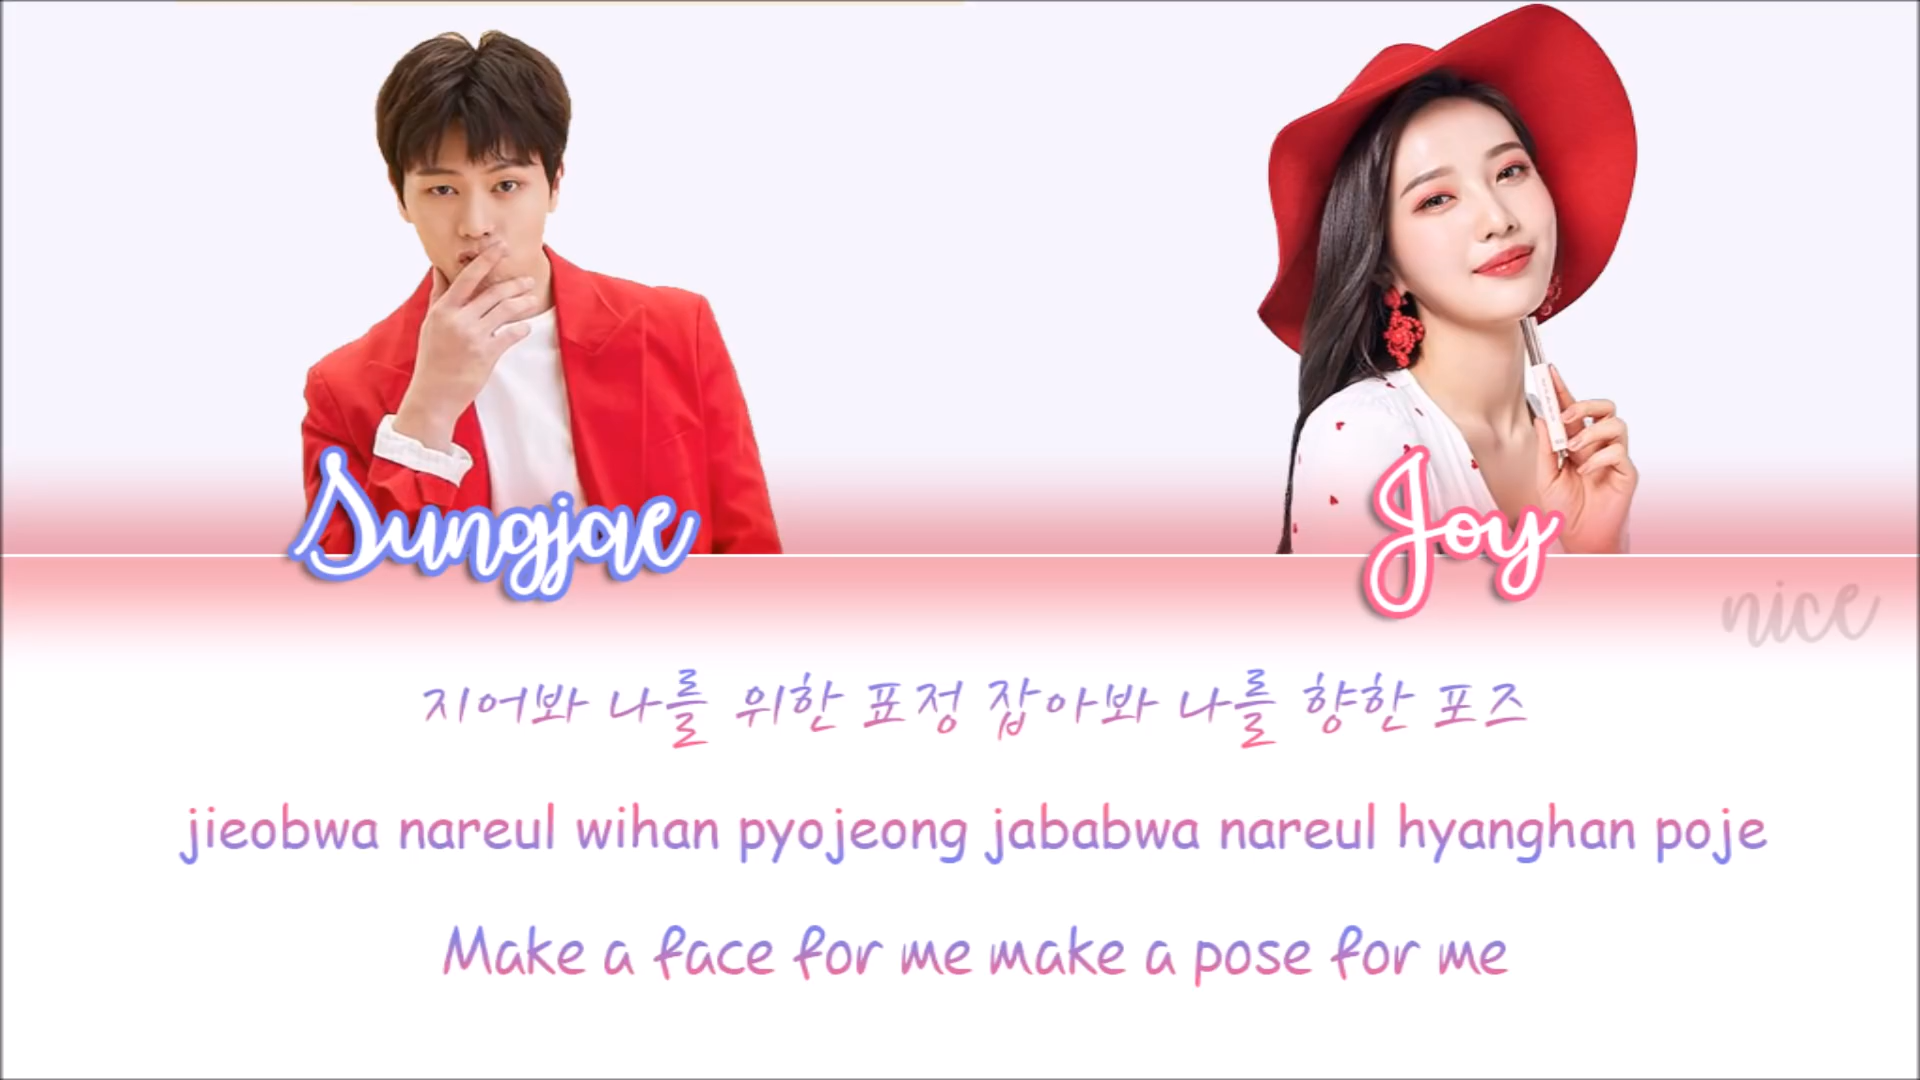 Sungjae
Joy
nice
지어봐 나를 위한 표정 잡아봐 나를 향한 포즈
jieobwa nareul wihan pyojeong jababwa nareul hyanghan poje
Make a face for me make a pose for me